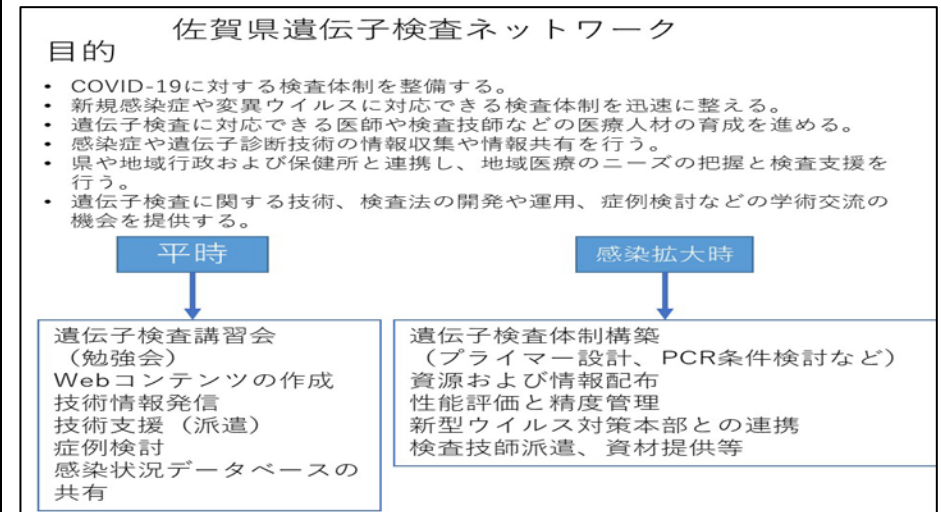 佐賀県遺伝子検査ネットワーク
目的
• COVID-19に対する検査体制を整備する。
• 新規感染症や変異ウイルスに対応できる検査体制を迅速に整える。
• 遺伝子検査に対応できる医師や検査技師などの医療人材の育成を進める。
• 感染症や遺伝子診断技術の情報収集や情報共有を行う。
• 県や地域行政および保健所と連携し、地域医療のニーズの把握と検査支援を
行う。
• 遺伝子検査に関する技術、検査法の開発や運用、症例検討などの学術交流の
機会を提供する。
平時
遺伝子検査講習会
（勉強会）
Webコンテンツの作成
技術情報発信
技術支援（派遣）
症例検討
感染状況データベースの
共有
感染拡大時
遺伝子検査体制構築
（プライマー設計、PCR条件検討など）
資源および情報配布
性能評価と精度管理
新型ウイルス対策本部との連携
検査技師派遣、資材提供等